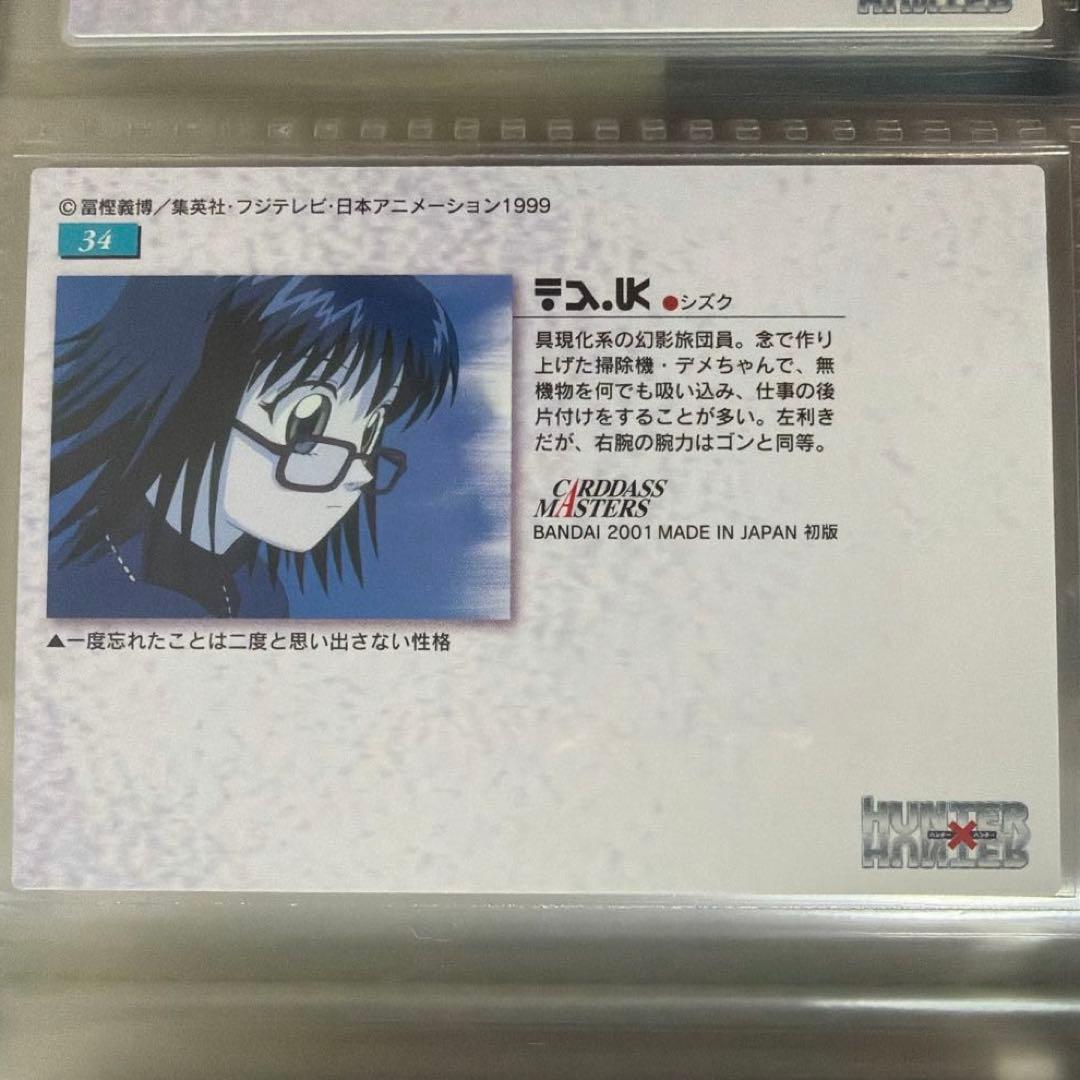 ©冨樫義博／集英社・フジテレビ・日本アニメーション1999
34
●シズク
具現化系の幻影旅団員。念で作り
上げた掃除機・デメちゃんで、無
機物を何でも吸い込み、仕事の後
片付けをすることが多い。左利き
だが、右腕の腕力はゴンと同等。
CARDDASS
MASTERS
BANDAI 2001 MADE IN JAPAN 初版
▲一度忘れたことは二度と思い出さない性格
HUNTER
×
HUNTER